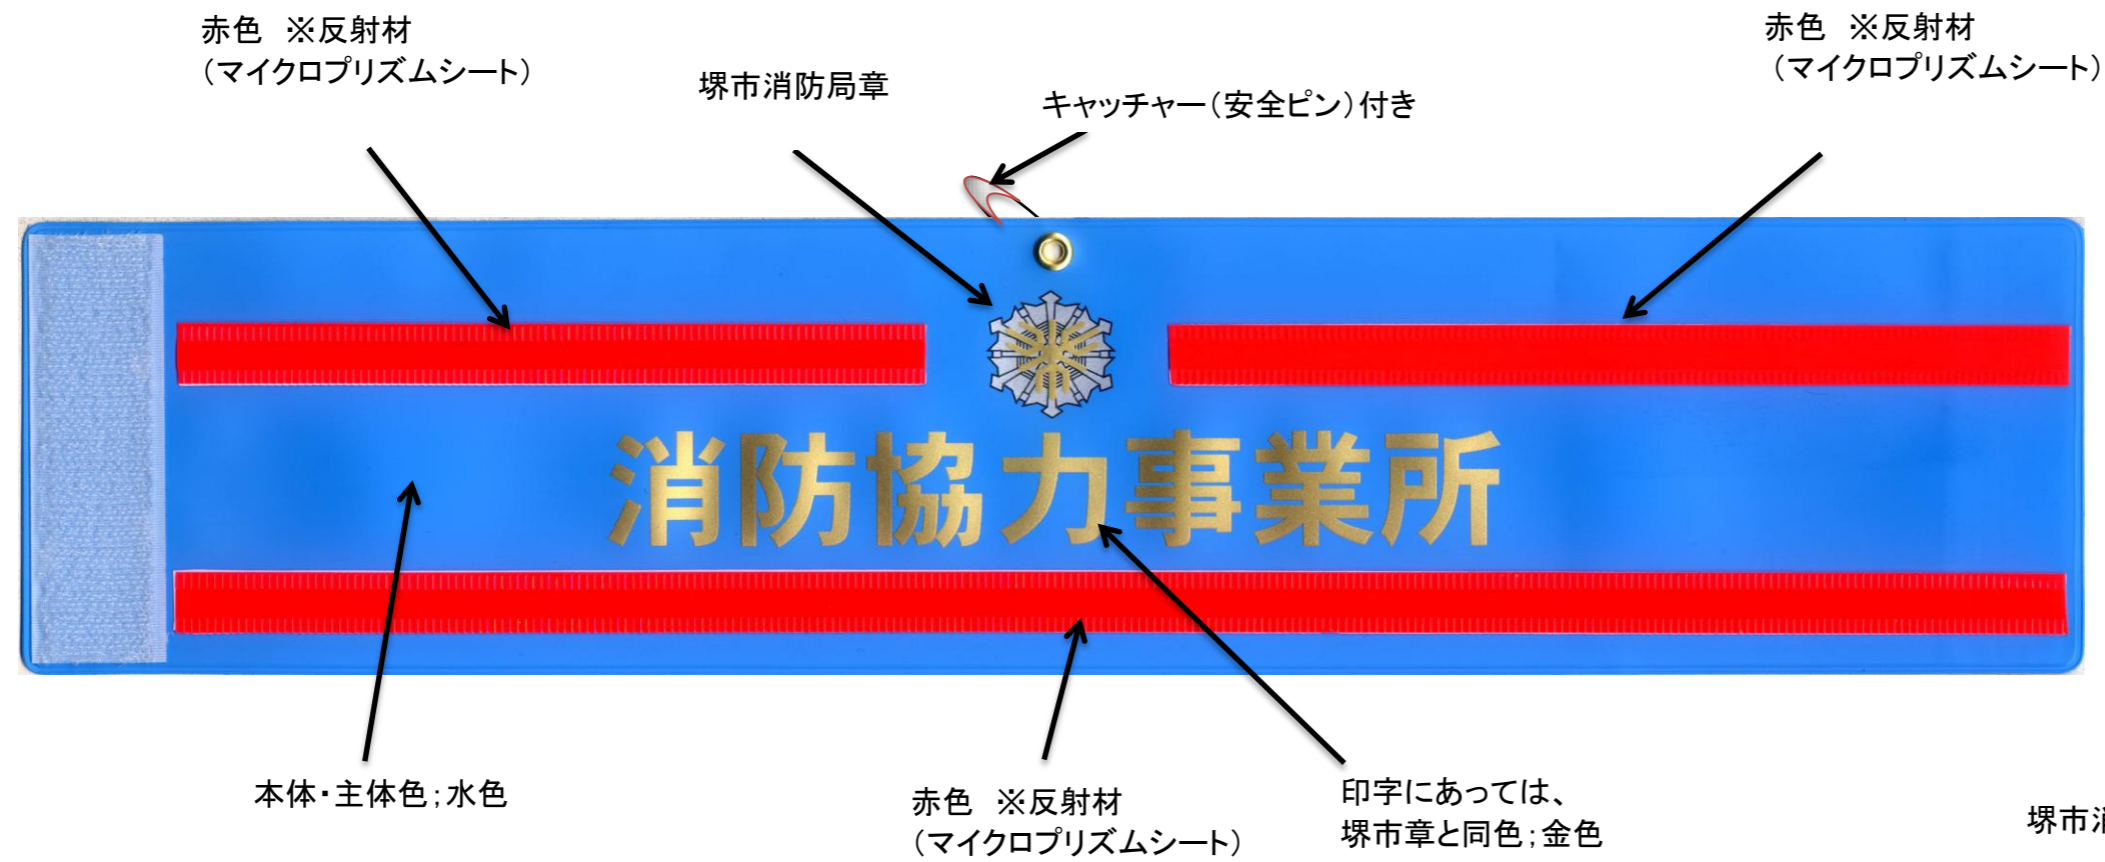 赤色　※反射材
（マイクロプリズムシート）
堺市消防局章
キャッチャー（安全ピン）付き
赤色　※反射材
（マイクロプリズムシート）
消防協力事業所
本体・主体色；水色
赤色　※反射材
（マイクロプリズムシート）
印字にあっては、
堺市章と同色；金色
堺市消